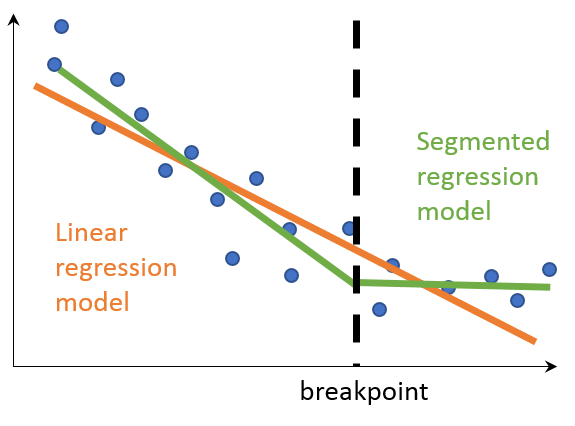 Segmented
regression
model
Linear
regression
model
breakpoint